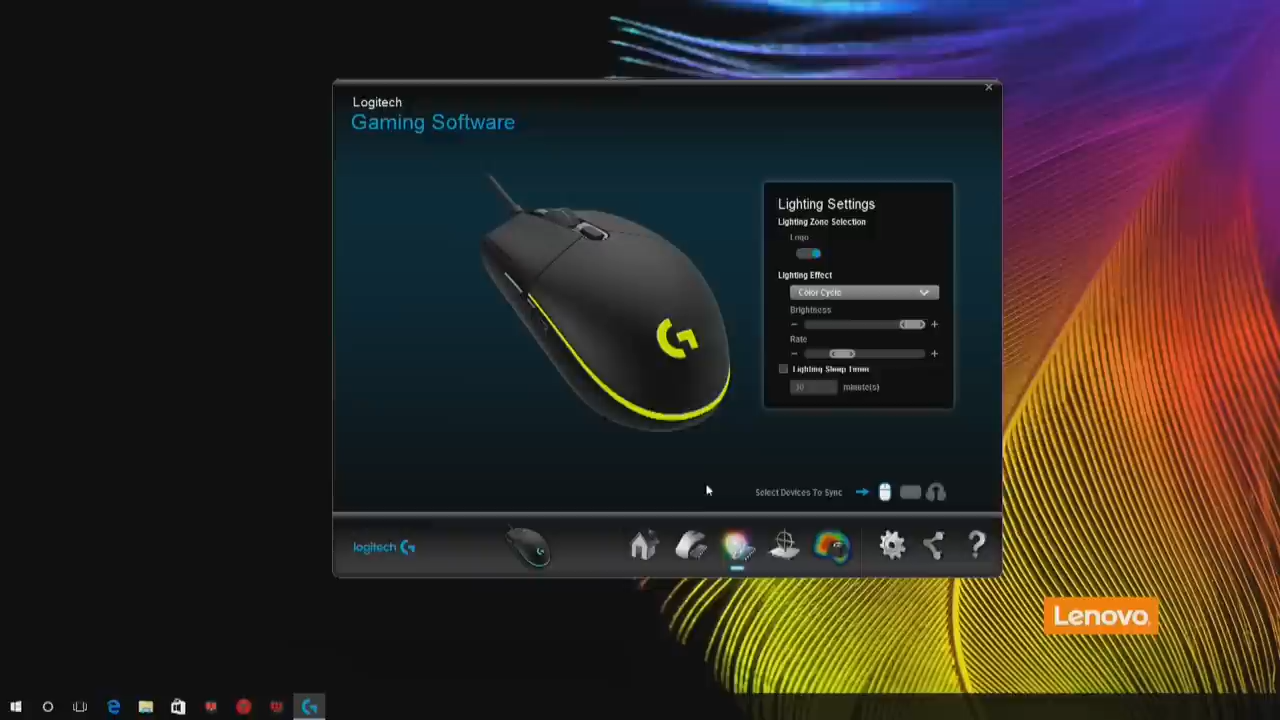 Logitech
Gaming Software
Lighting Settings
Lighting Zone Selection
Logo
Lighting Effect
Color Cycle
Brightness
Rate
Lighting Sleep Timer
30
minute(s)
Select Devices To Sync
logitech G
Lenovo